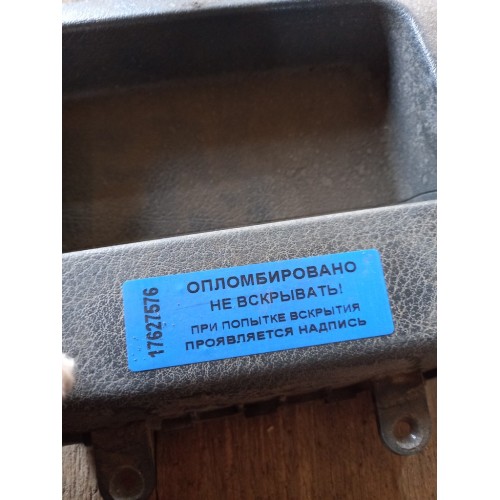 17627576
ОПЛОМБИРОВАНО
НЕ ВСКРЫВАТЬ!
ПРИ ПОПЫТКЕ ВСКРЫТИЯ
ПРОЯВЛЯЕТСЯ НАДПИСЬ